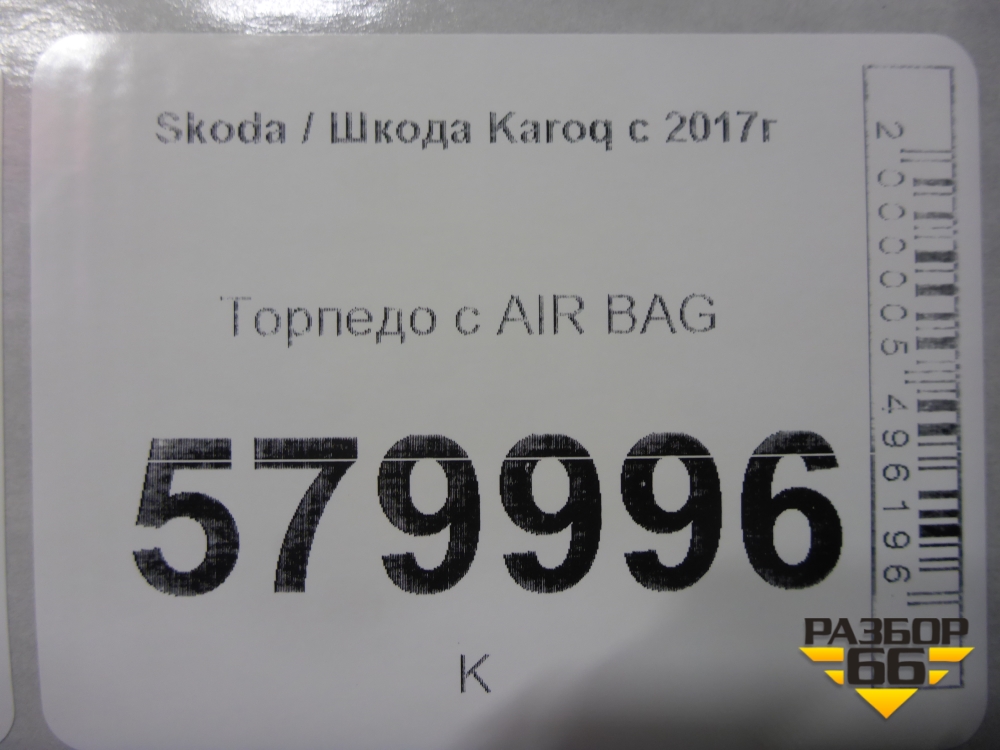 Skoda / Шкода Karoq с 2017г
Торпедо с AIR BAG
579996
К
2000005496196
РАЗБОР
66